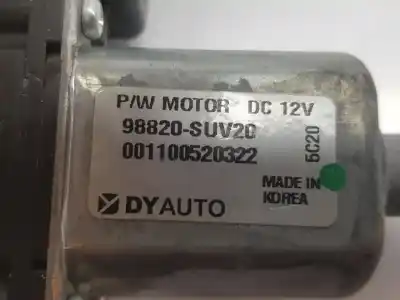 P/W MOTOR DC 12V
98820-SUV20
001100520322
5C20
MADE IN
KOREA
DYAUTO